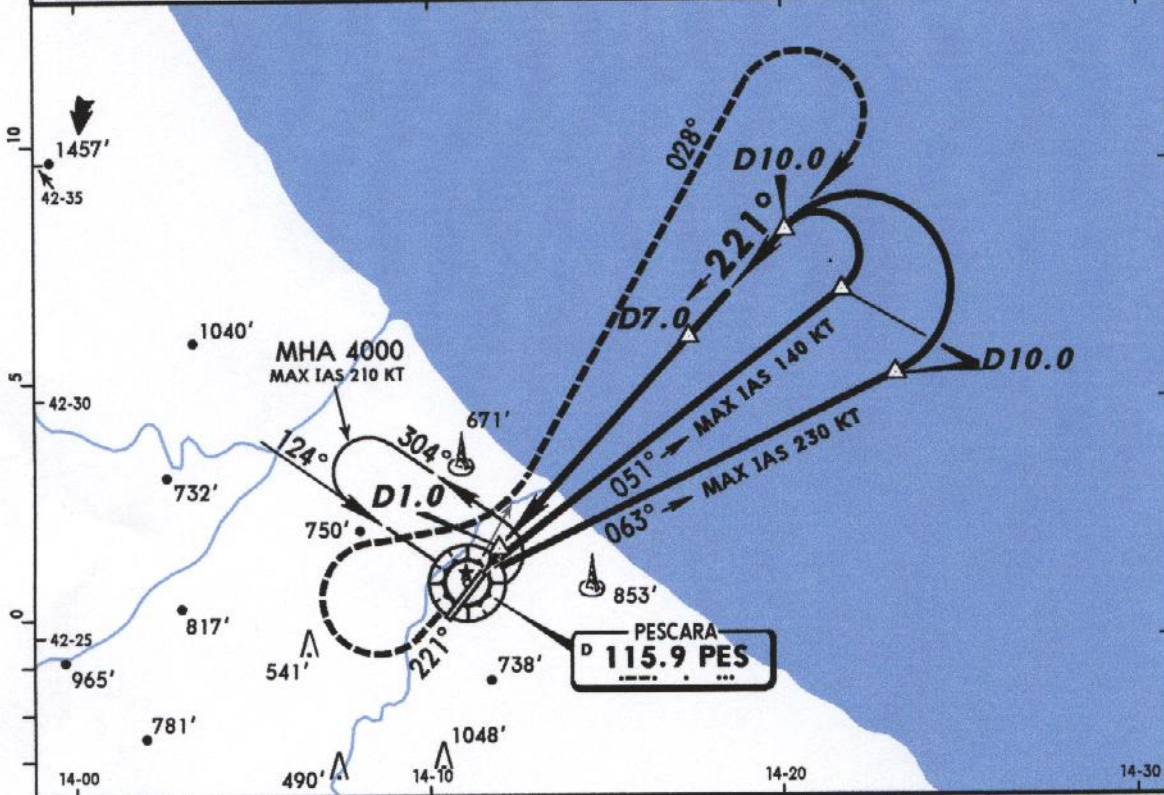 10
1457'
42-35
028°
D10.0
221°
D7.0
1040'
MHA 4000
MAX IAS 210 KT
D10.0
5
42-30
124°
304°
671'
051° MAX IAS 140 KT
063° MAX IAS 230 KT
732'
D1.0
750'
853'
0
42-25
817'
965'
541'
221°
738'
PESCARA
D 115.9 PES
781'
490'
1048'
14-00
14-10
14-20
14-30